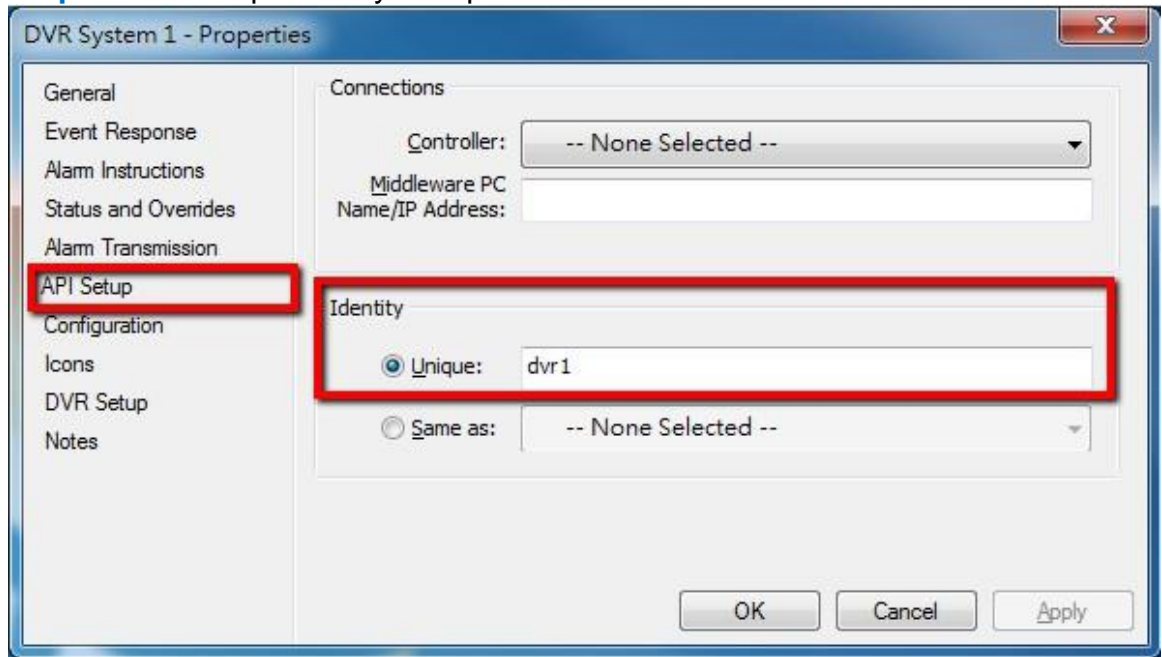 DVR System 1 - Properties
General
Event Response
Alarm Instructions
Status and Overrides
Alarm Transmission
API Setup
Configuration
Icons
DVR Setup
Notes
Connections
Controller: -- None Selected --
Middleware PC
Name/IP Address:
Identity
Unique: dvr1
Same as: -- None Selected --
OK Cancel Apply